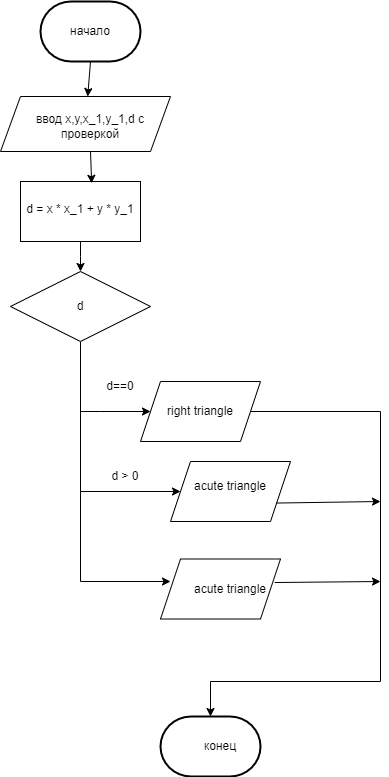 начало
ввод x,y,x_1,y_1,d с
проверкой
d = x * x_1 + y * y_1
d
d==0
right triangle
d > 0
acute triangle
acute triangle
конец